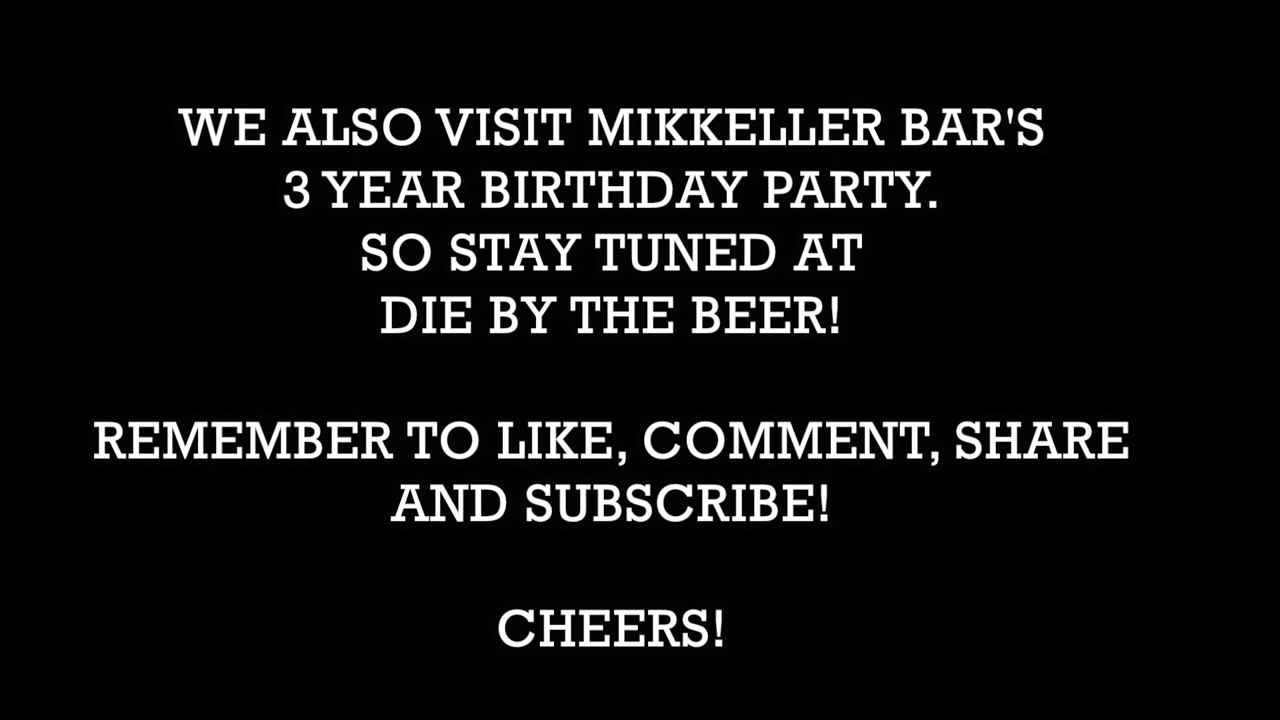 WE ALSO VISIT MIKKELLER BAR'S
3 YEAR BIRTHDAY PARTY.
SO STAY TUNED AT
DIE BY THE BEER!
REMEMBER TO LIKE, COMMENT, SHARE
AND SUBSCRIBE!
CHEERS!